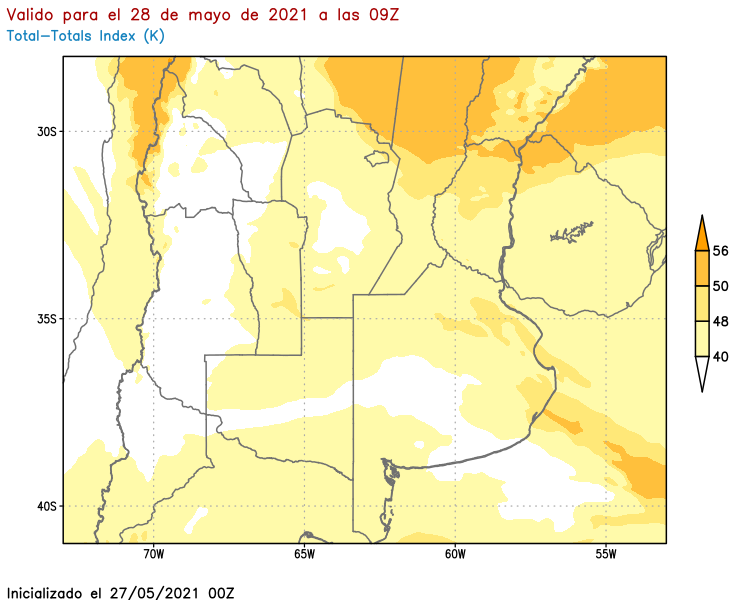 Valido para el 28 de mayo de 2021 a las 09Z
Total-Totals Index (K)
30S
35S
40S
70W
65W
60W
55W
56
50
48
40
Inicializado el 27/05/2021 00Z